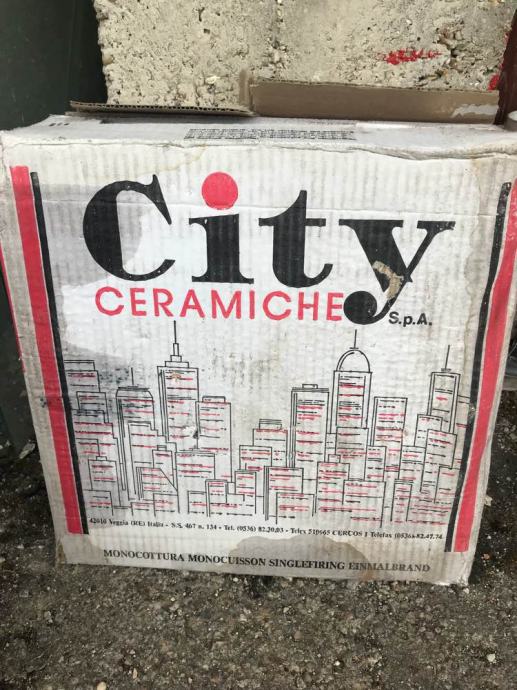 City
CERAMICHE
S.p.A.
42010 Veggia (RE) Italia - S.S. 467 n. 134 - Tel. (0536) 82.20.03 - Telex 510665 CERCOS I Telefax (0536)-82.47.74
MONOCOTTURA MONOCUISSON SINGLEFIRING EINMALBRAND